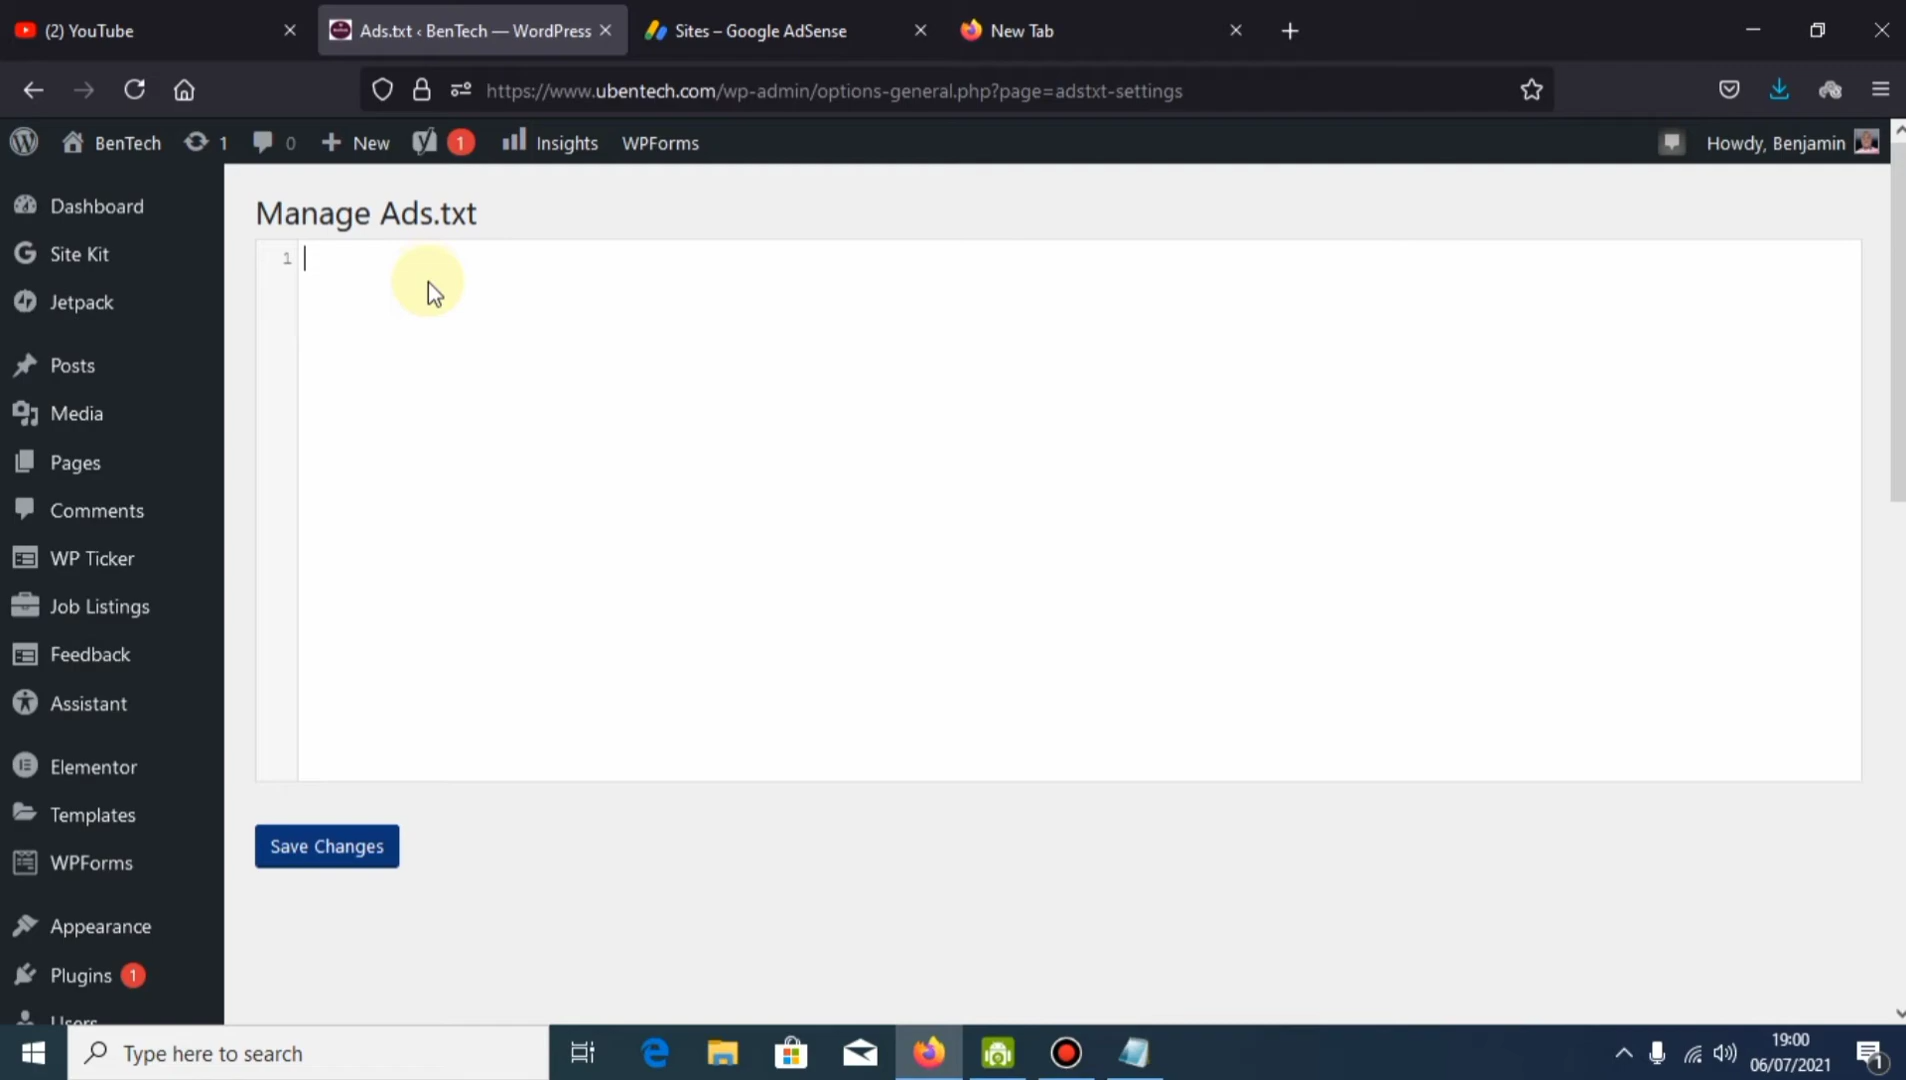 (2) YouTube
Ads.txt ‹ BenTech — WordPress
Sites – Google AdSense
New Tab
https://www.ubentech.com/wp-admin/options-general.php?page=adstxt-settings
BenTech
1
0
New
1
Insights
WPForms
Howdy, Benjamin
Dashboard
Site Kit
Jetpack
Posts
Media
Pages
Comments
WP Ticker
Job Listings
Feedback
Assistant
Elementor
Templates
WPForms
Appearance
Plugins 1
Users
Manage Ads.txt
1
Save Changes
Type here to search
19:00
06/07/2021
1